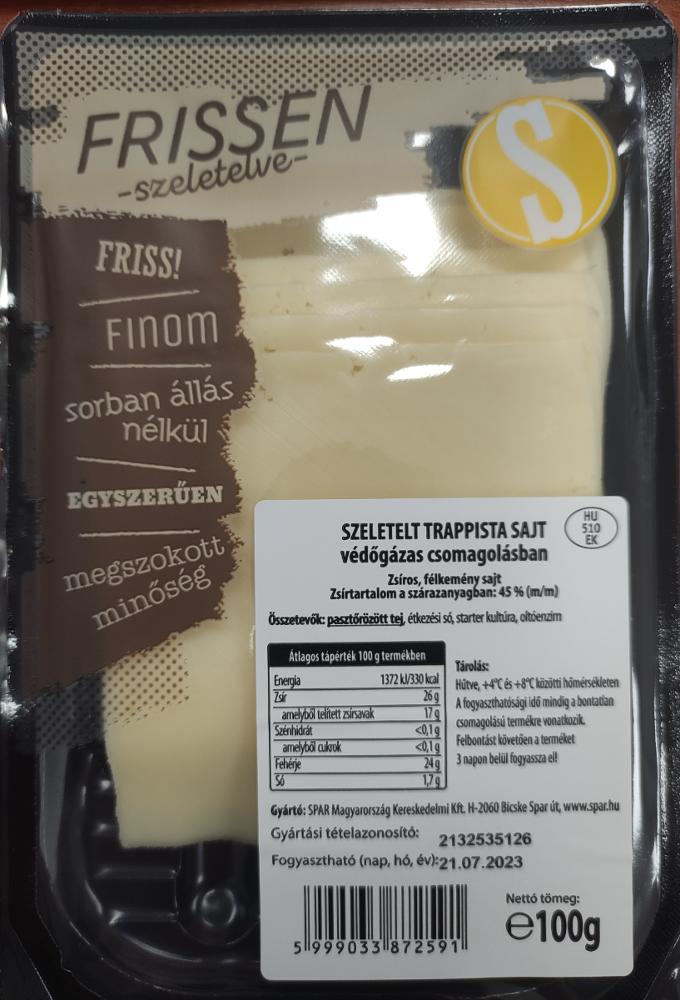 FRISSEN
-szeletelve-
S
FRISS!
FINOM
sorban állás
nélkül
EGYSZERŰEN
megszokott
minőség
SZELETELT TRAPPISTA SAJT
védőgázas csomagolásban
HU
510
EK
Zsíros, félkemény sajt
Zsírtartalom a szárazanyagban: 45 % (m/m)
Összetevők: pasztőrözött tej, étkezési só, starter kultúra, oltóenzim
Átlagos tápérték 100 g termékben
Energia 1372 kJ/330 kcal
Zsír 26 g
amelyből telített zsírsavak 17 g
Szénhidrát <0,1 g
amelyből cukrok <0,1 g
Fehérje 24 g
Só 1,7 g
Tárolás:
Hűtve, +4°C és +8°C közötti hőmérsékleten
A fogyaszthatósági idő mindig a bontatlan
csomagolású termékre vonatkozik.
Felbontást követően a terméket
3 napon belül fogyassza el!
Gyártó: SPAR Magyarország Kereskedelmi Kft. H-2060 Bicske Spar út, www.spar.hu
Gyártási tételazonosító: 2132535126
Fogyasztható (nap, hó, év): 21.07.2023
5 999033 872591
Nettó tömeg:
℮100g